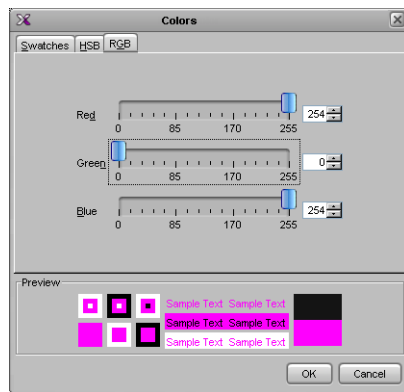 Colors
Swatches HSB RGB
Red 254
0 85 170 255
Green 0
0 85 170 255
Blue 254
0 85 170 255
Preview
Sample Text Sample Text
Sample Text Sample Text
Sample Text Sample Text
OK Cancel